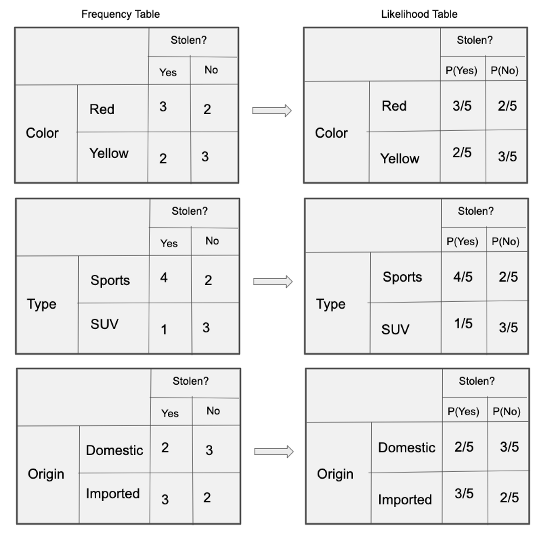 Frequency Table
Likelihood Table
Stolen?
Yes No
Color
Red 3 2
Yellow 2 3
Stolen?
P(Yes) P(No)
Color
Red 3/5 2/5
Yellow 2/5 3/5
Stolen?
Yes No
Type
Sports 4 2
SUV 1 3
Stolen?
P(Yes) P(No)
Type
Sports 4/5 2/5
SUV 1/5 3/5
Stolen?
Yes No
Origin
Domestic 2 3
Imported 3 2
Stolen?
P(Yes) P(No)
Origin
Domestic 2/5 3/5
Imported 3/5 2/5